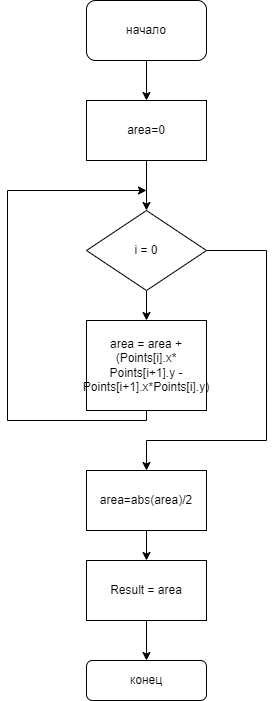 начало
area=0
i = 0
area = area +
(Points[i].x*
Points[i+1].y -
Points[i+1].x*Points[i].y)
area=abs(area)/2
Result = area
конец